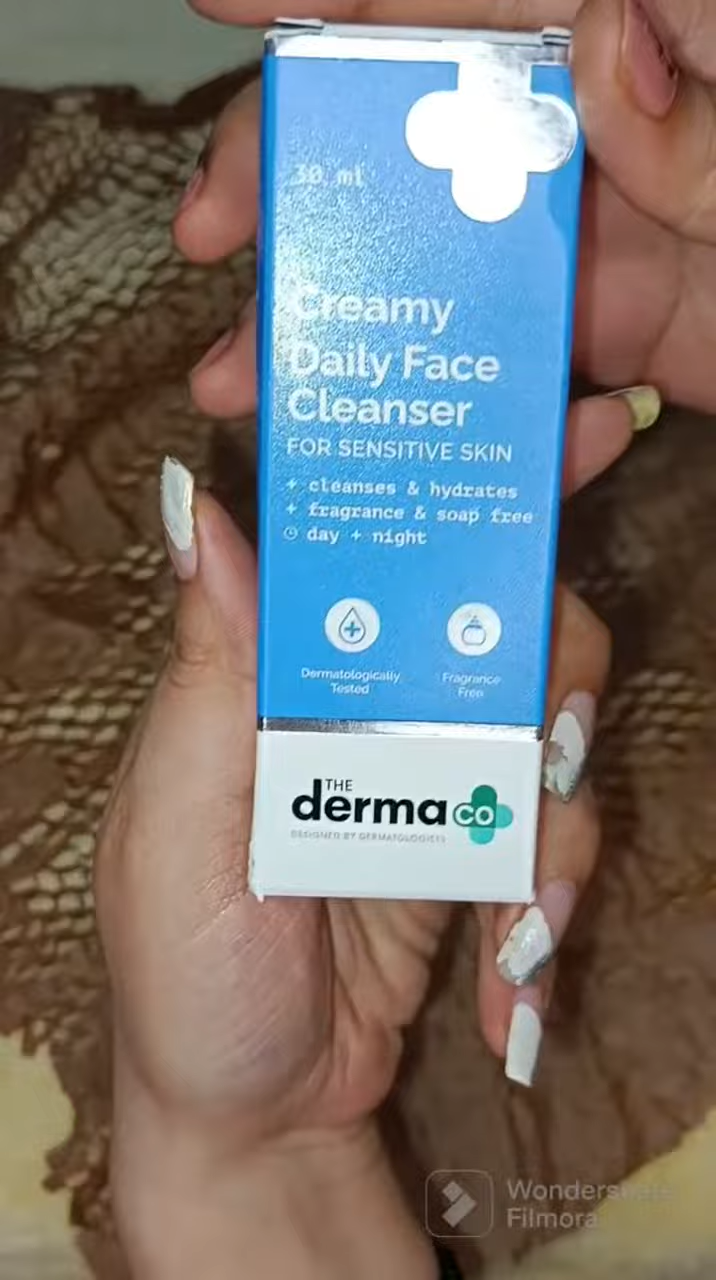 30 ml
Creamy
Daily Face
Cleanser
FOR SENSITIVE SKIN
+ cleanses & hydrates
+ fragrance & soap free
day + night
Dermatologically
Tested
Fragrance
Free
THE
derma co
DESIGNED BY DERMATOLOGISTS
Wondershare
Filmora